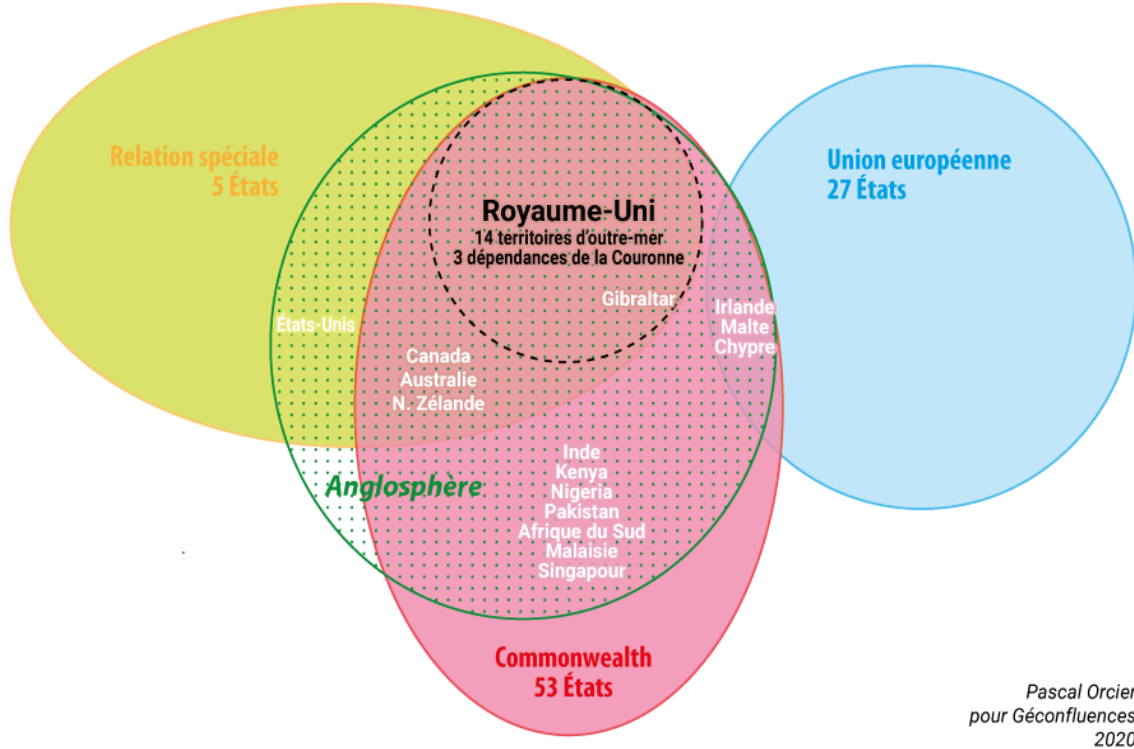 Relation spéciale
5 États
Union européenne
27 États
Royaume-Uni
14 territoires d'outre-mer
3 dépendances de la Couronne
Gibraltar
Irlande
Malte
Chypre
États-Unis
Canada
Australie
N. Zélande
Anglosphère
Inde
Kenya
Nigeria
Pakistan
Afrique du Sud
Malaisie
Singapour
Commonwealth
53 États
Pascal Orcier
pour Géconfluences
2020